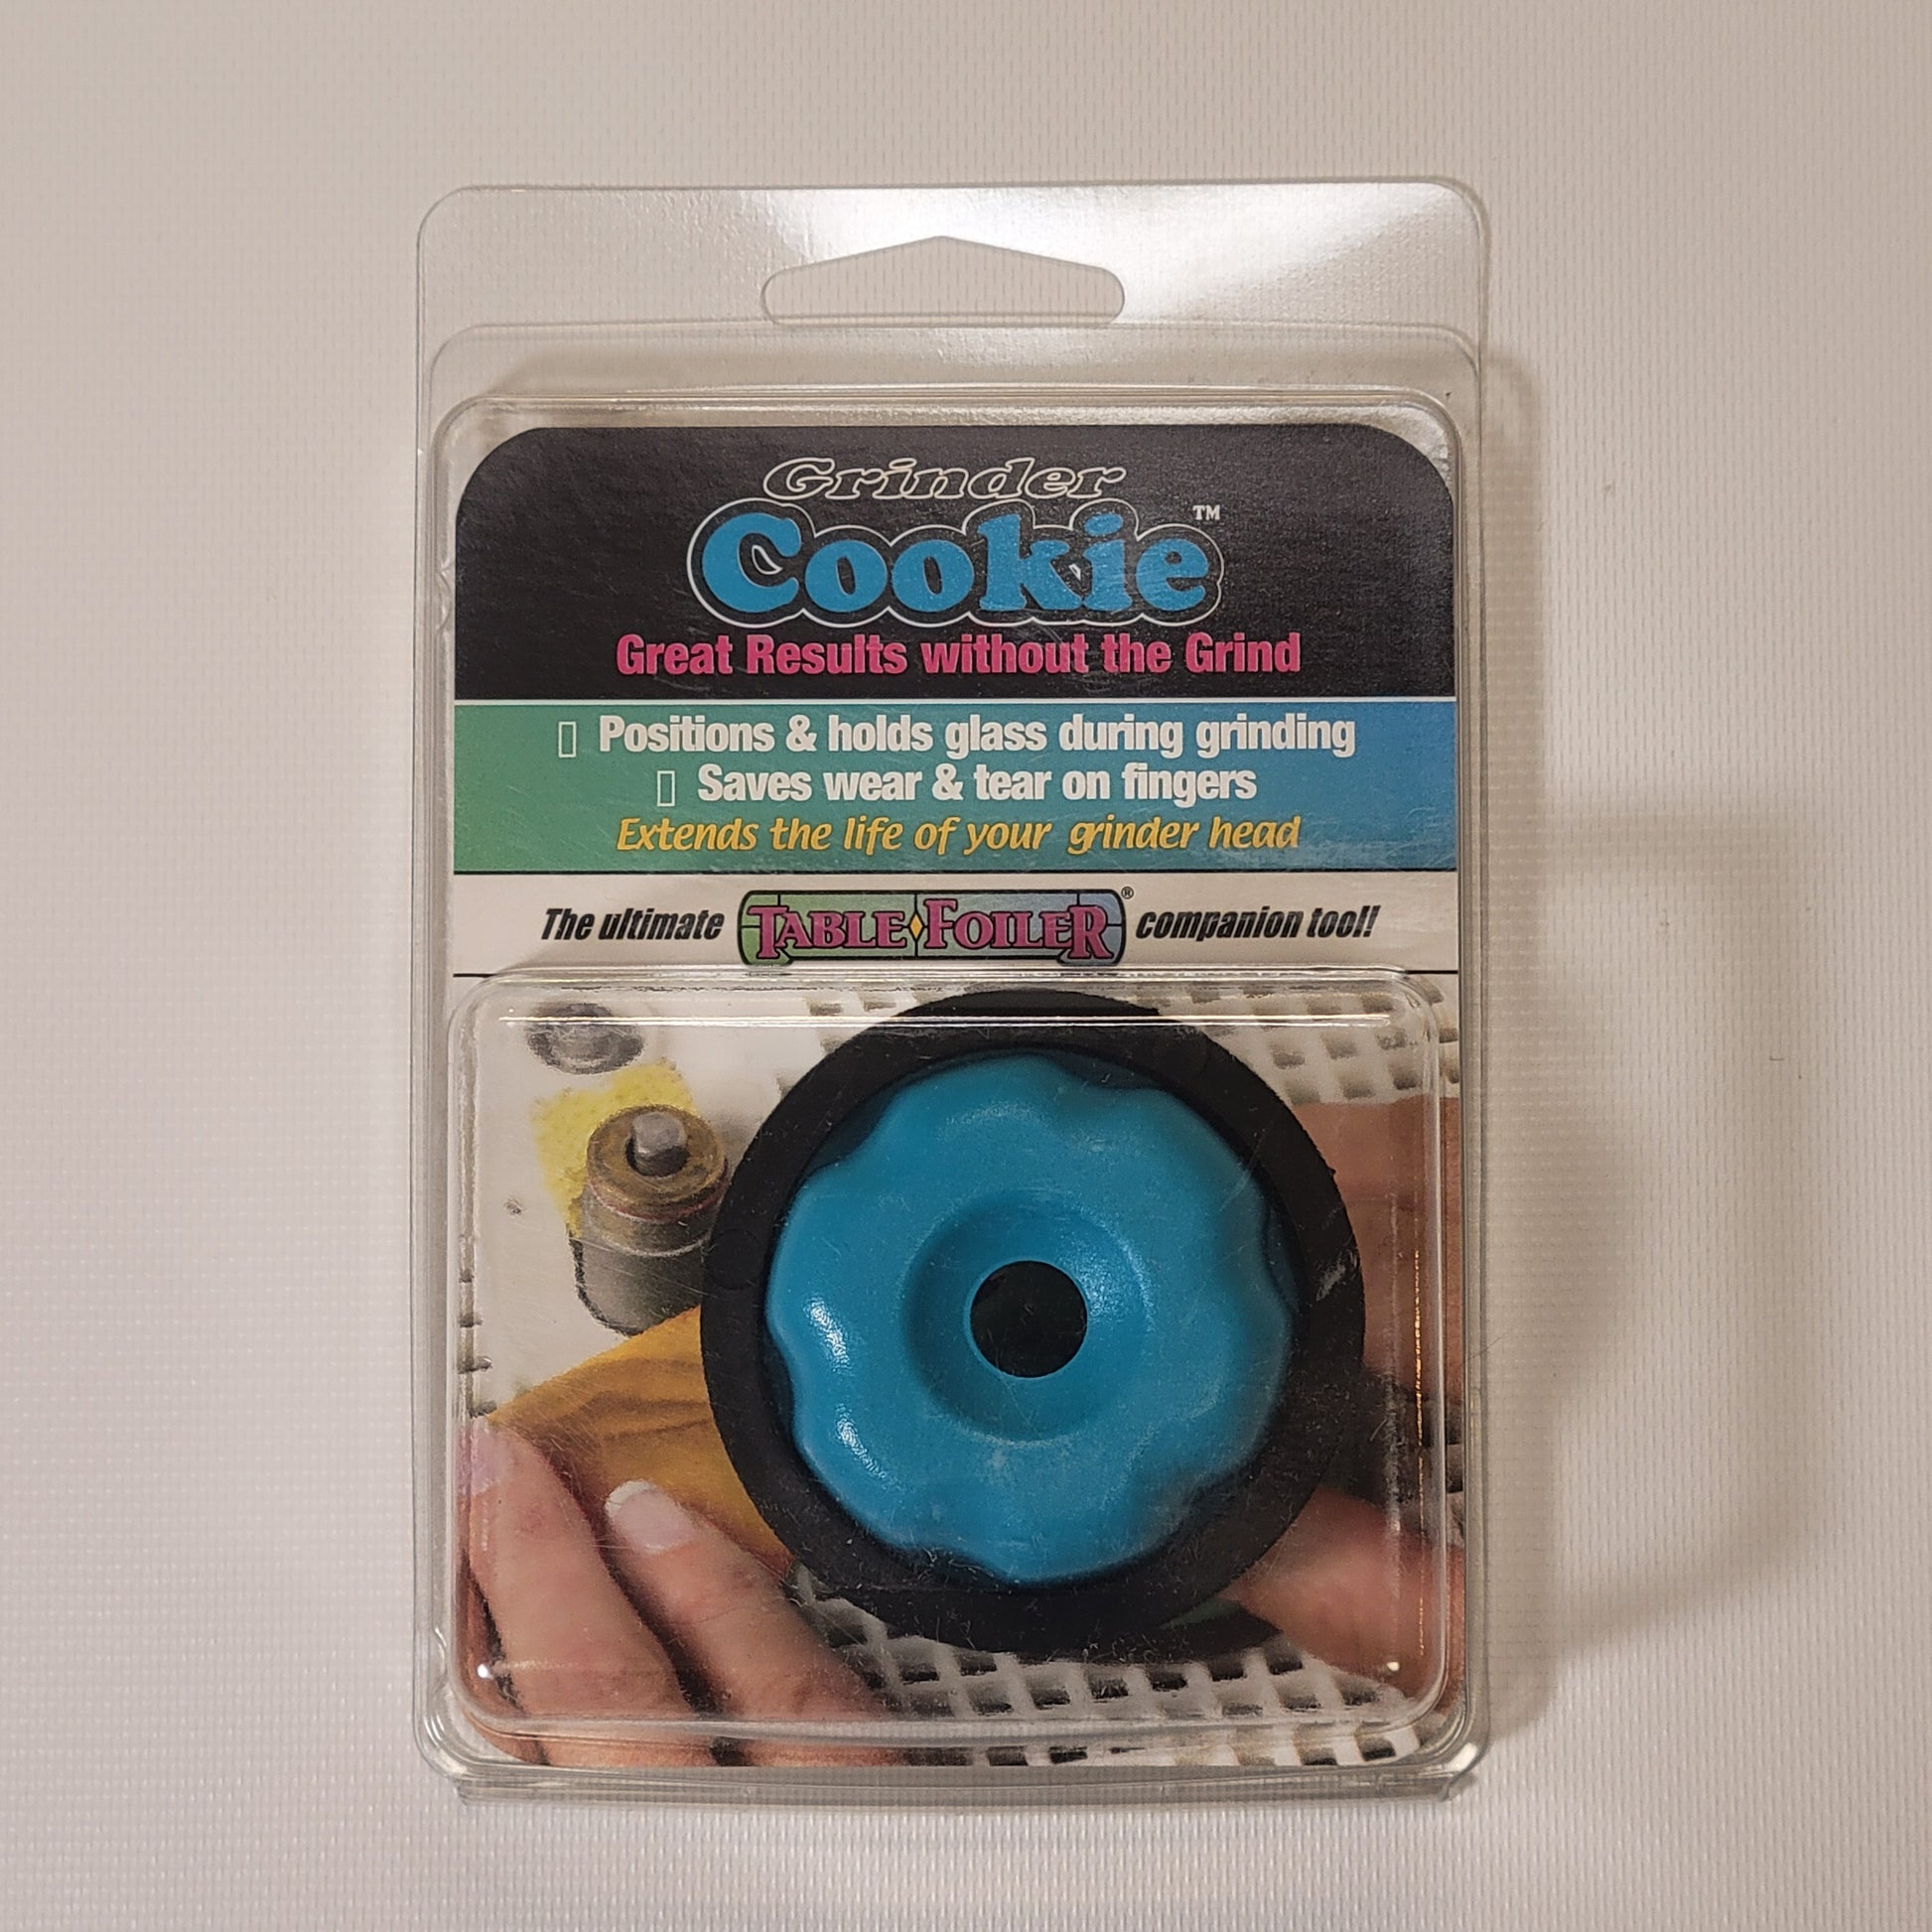 Grinder
Cookie™
Great Results without the Grind
▯ Positions & holds glass during grinding
▯ Saves wear & tear on fingers
Extends the life of your grinder head
The ultimate TABLE FOILER® companion tool!